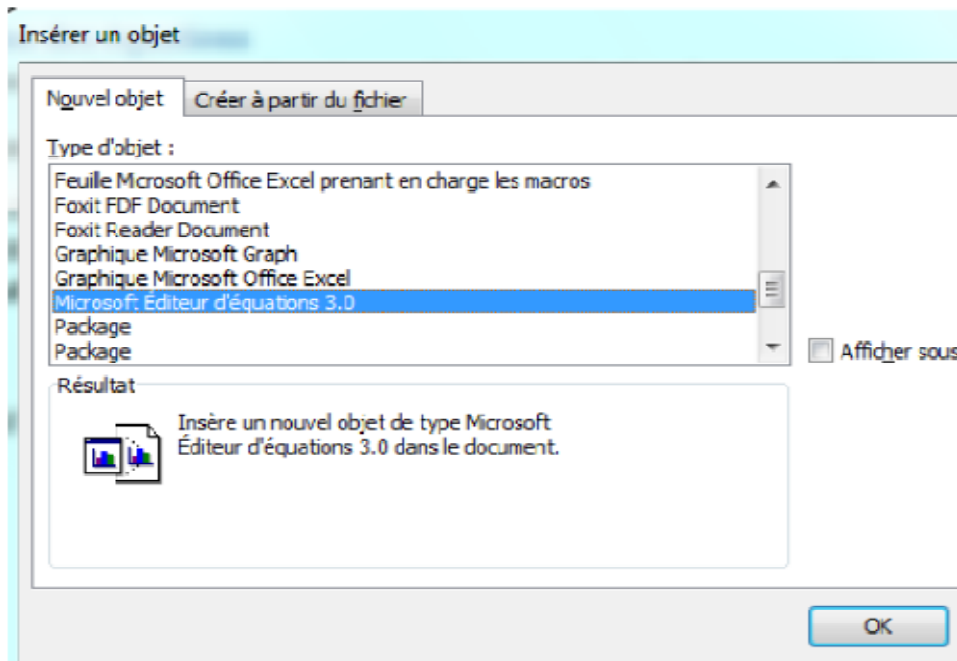 Insérer un objet
Nouvel objet
Créer à partir du fichier
Type d'objet :
Feuille Microsoft Office Excel prenant en charge les macros
Foxit FDF Document
Foxit Reader Document
Graphique Microsoft Graph
Graphique Microsoft Office Excel
Microsoft Éditeur d'équations 3.0
Package
Package
Afficher sous
Résultat
Insère un nouvel objet de type Microsoft
Éditeur d'équations 3.0 dans le document.
OK